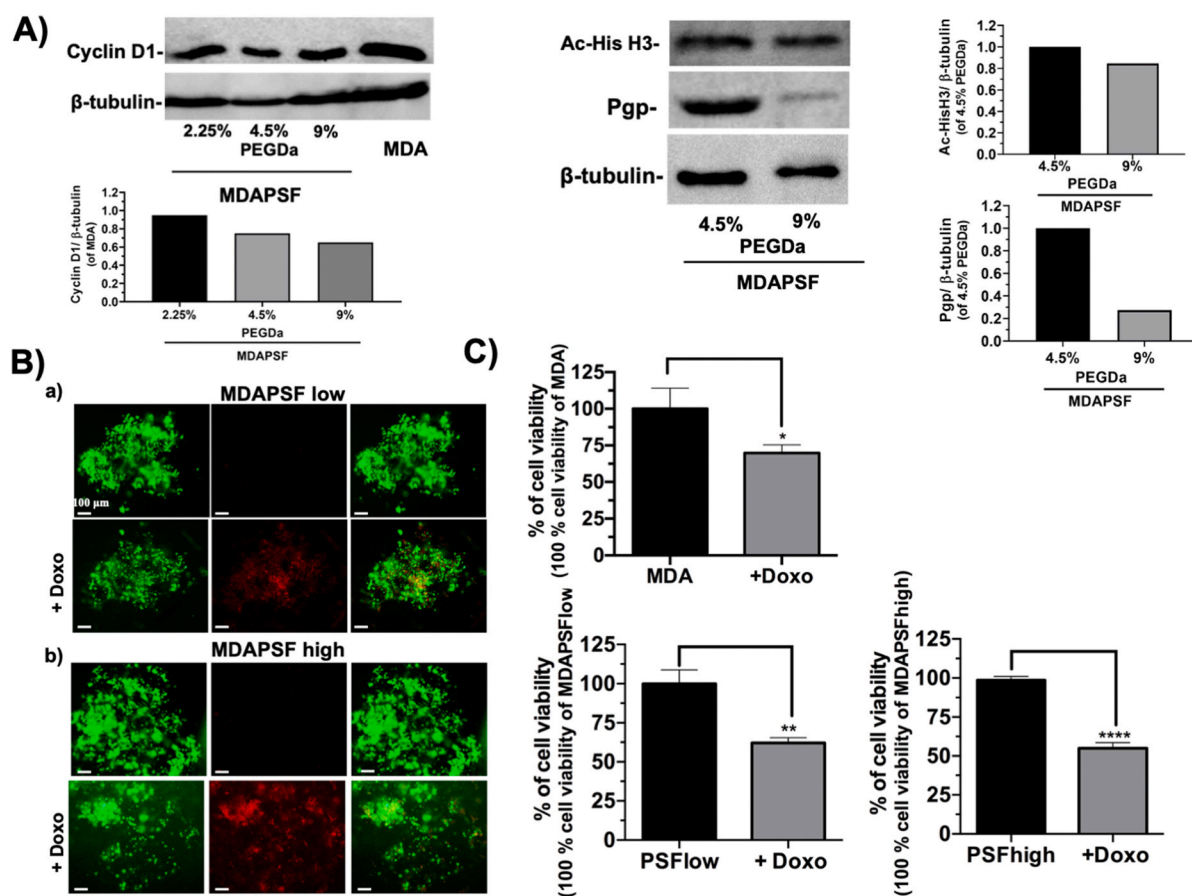 A)
Cyclin D1-
β-tubulin-
2.25% 4.5% 9%
PEGDa MDA
MDAPSF
Cyclin D1/ β-tubulin
(of MDA)
1.2
1.0
0.8
0.6
0.4
0.2
0.0
2.25% 4.5% 9%
PEGDa
MDAPSF
Ac-His H3-
Pgp-
β-tubulin-
4.5% 9%
PEGDa
MDAPSF
Ac-HisH3/ β-tubulin
(of 4.5% PEGDa)
1.2
1.0
0.8
0.6
0.4
0.2
0.0
4.5% 9%
PEGDa
MDAPSF
Pgp/ β-tubulin
(of 4.5% PEGDa)
1.2
1.0
0.8
0.6
0.4
0.2
0.0
4.5% 9%
PEGDa
MDAPSF
B)
a)
MDAPSF low
100 μm
+ Doxo
b)
MDAPSF high
+ Doxo
C)
% of cell viability
(100 % cell viability of MDA)
125
100
75
50
25
0
*
MDA +Doxo
% of cell viability
(100 % cell viability of MDAPSFlow)
125
100
75
50
25
0
**
PSFlow + Doxo
% of cell viability
(100 % cell viability of MDAPSFhigh)
125
100
75
50
25
0
****
PSFhigh +Doxo